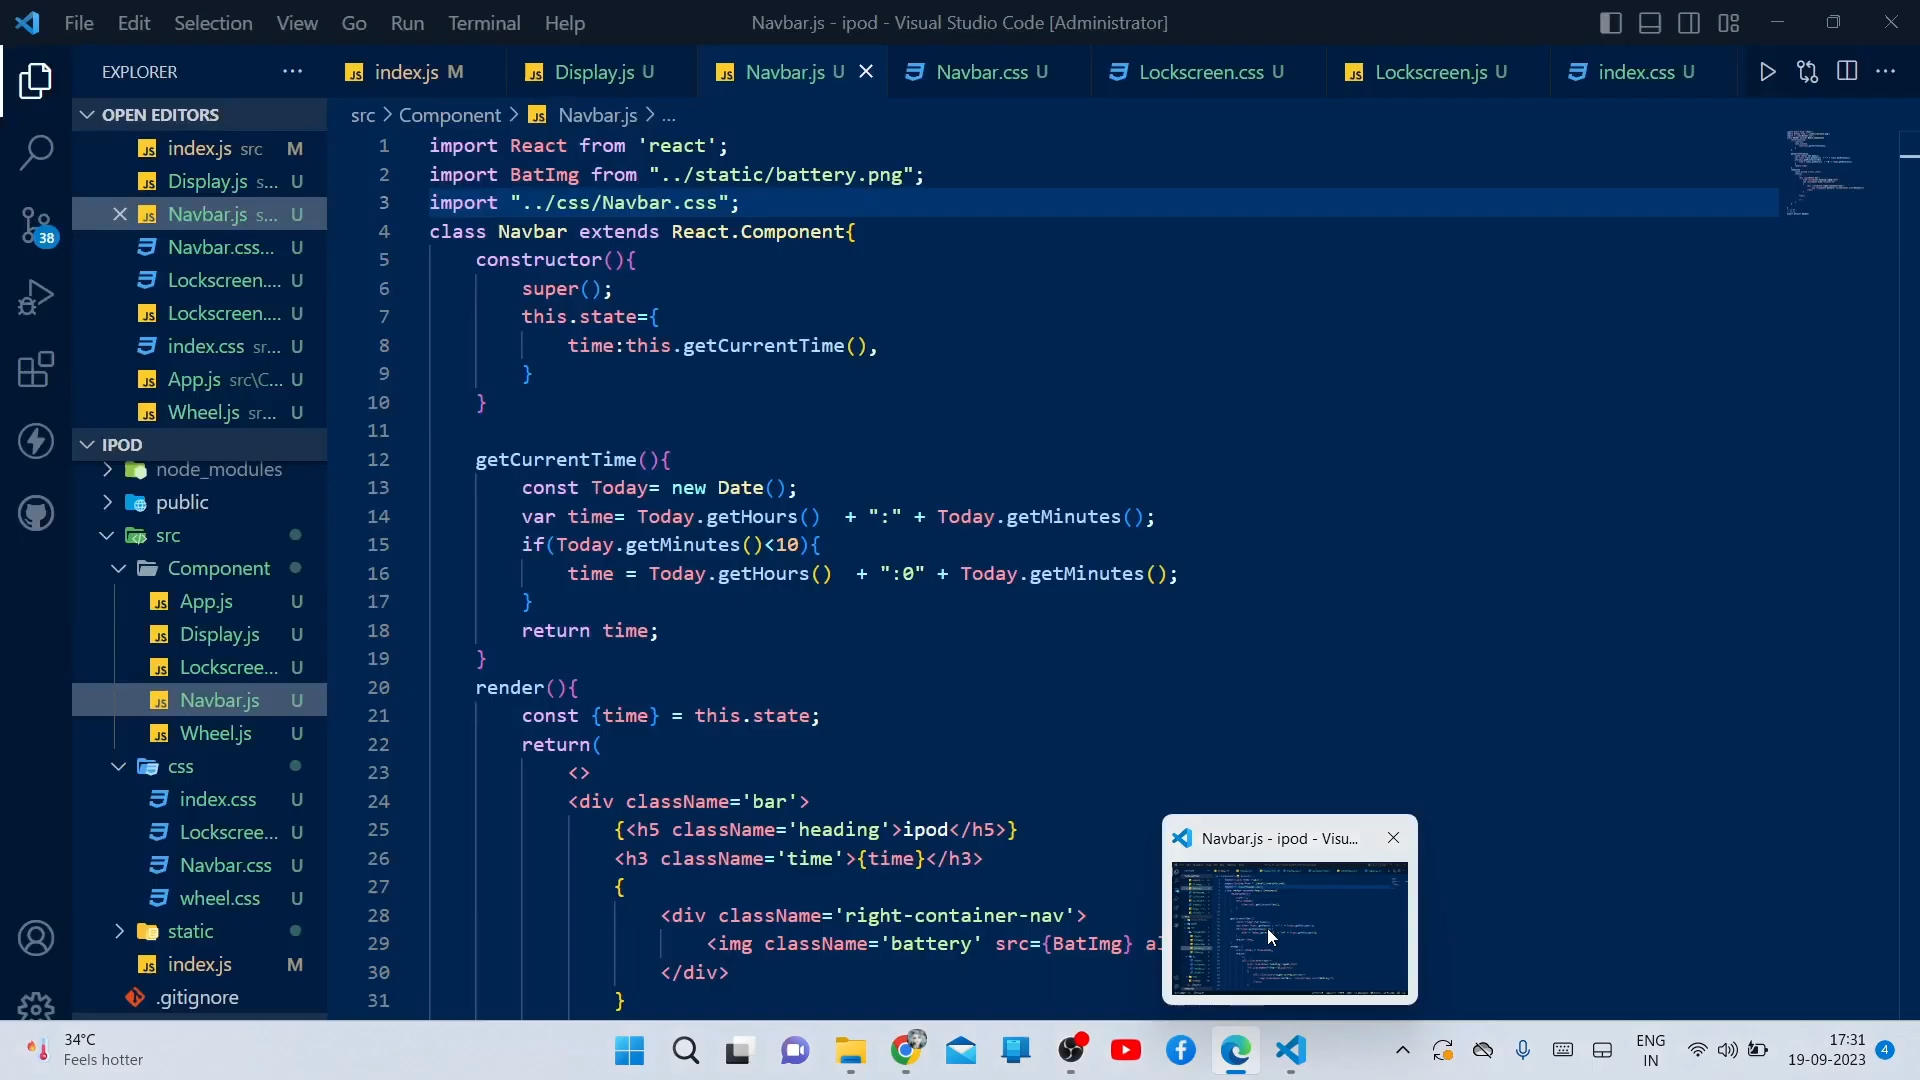 File Edit Selection View Go Run Terminal Help
Navbar.js - ipod - Visual Studio Code [Administrator]
EXPLORER
index.js M
Display.js U
Navbar.js U
Navbar.css U
Lockscreen.css U
Lockscreen.js U
index.css U
OPEN EDITORS
index.js src M
Display.js s... U
Navbar.js s... U
Navbar.css... U
Lockscreen.... U
Lockscreen.... U
index.css sr... U
App.js src\C... U
Wheel.js sr... U
38
IPOD
node_modules
public
src
Component
App.js U
Display.js U
Lockscree... U
Navbar.js U
Wheel.js U
css
index.css U
Lockscree... U
Navbar.css U
wheel.css U
static
index.js M
.gitignore
src > Component > Navbar.js > ...
1 import React from 'react';
2 import BatImg from "../static/battery.png";
3 import "../css/Navbar.css";
4 class Navbar extends React.Component{
5 constructor(){
6 super();
7 this.state={
8 time:this.getCurrentTime(),
9 }
10 }
11
12 getCurrentTime(){
13 const Today= new Date();
14 var time= Today.getHours()  + ":" + Today.getMinutes();
15 if(Today.getMinutes()<10){
16 time = Today.getHours()  + ":0" + Today.getMinutes();
17 }
18 return time;
19 }
20 render(){
21 const {time} = this.state;
22 return(
23 <>
24 <div className='bar'>
25 {<h5 className='heading'>ipod</h5>}
26 <h3 className='time'>{time}</h3>
27 {
28 <div className='right-container-nav'>
29 <img className='battery' src={BatImg} al
30 </div>
31 }
Navbar.js - ipod - Visu...
34°C
Feels hotter
ENG
IN
17:31
19-09-2023
4